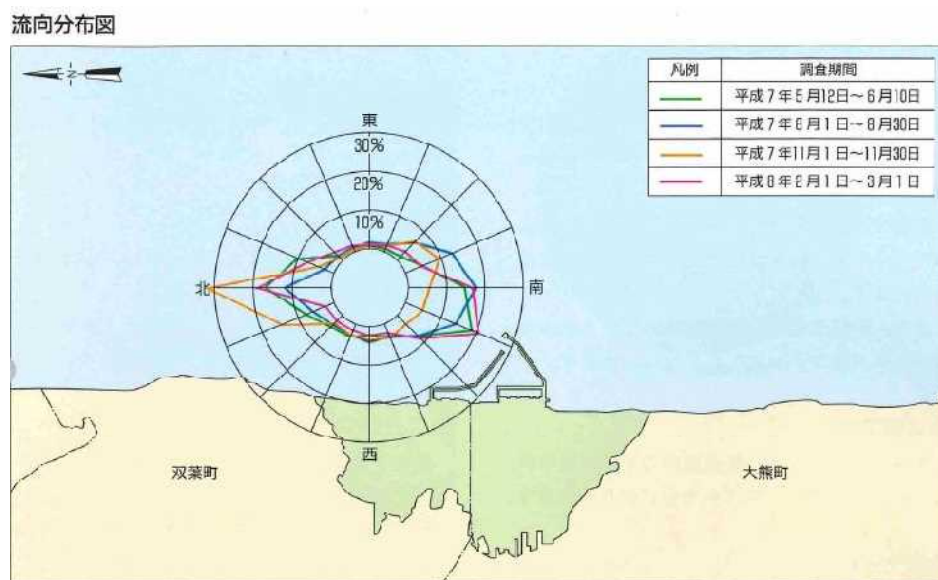 流向分布図
N
凡例 調査期間
平成7年5月12日～6月10日
平成7年8月1日～8月30日
平成7年11月1日～11月30日
平成8年2月1日～3月1日
東
30%
20%
10%
北
南
西
双葉町
大熊町